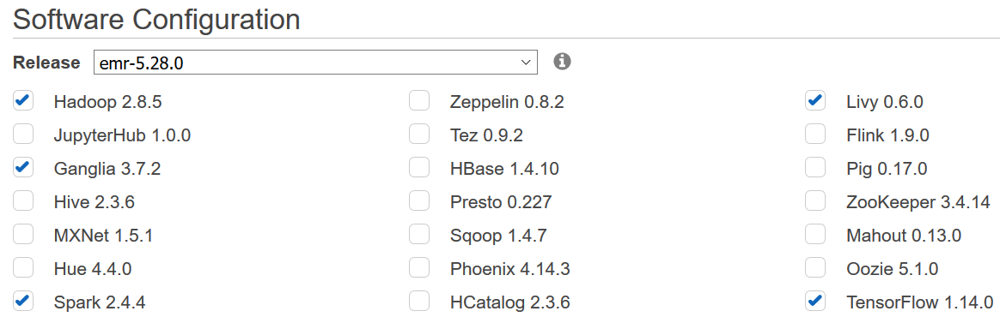 Software Configuration
Release emr-5.28.0
Hadoop 2.8.5 Zeppelin 0.8.2 Livy 0.6.0
JupyterHub 1.0.0 Tez 0.9.2 Flink 1.9.0
Ganglia 3.7.2 HBase 1.4.10 Pig 0.17.0
Hive 2.3.6 Presto 0.227 ZooKeeper 3.4.14
MXNet 1.5.1 Sqoop 1.4.7 Mahout 0.13.0
Hue 4.4.0 Phoenix 4.14.3 Oozie 5.1.0
Spark 2.4.4 HCatalog 2.3.6 TensorFlow 1.14.0